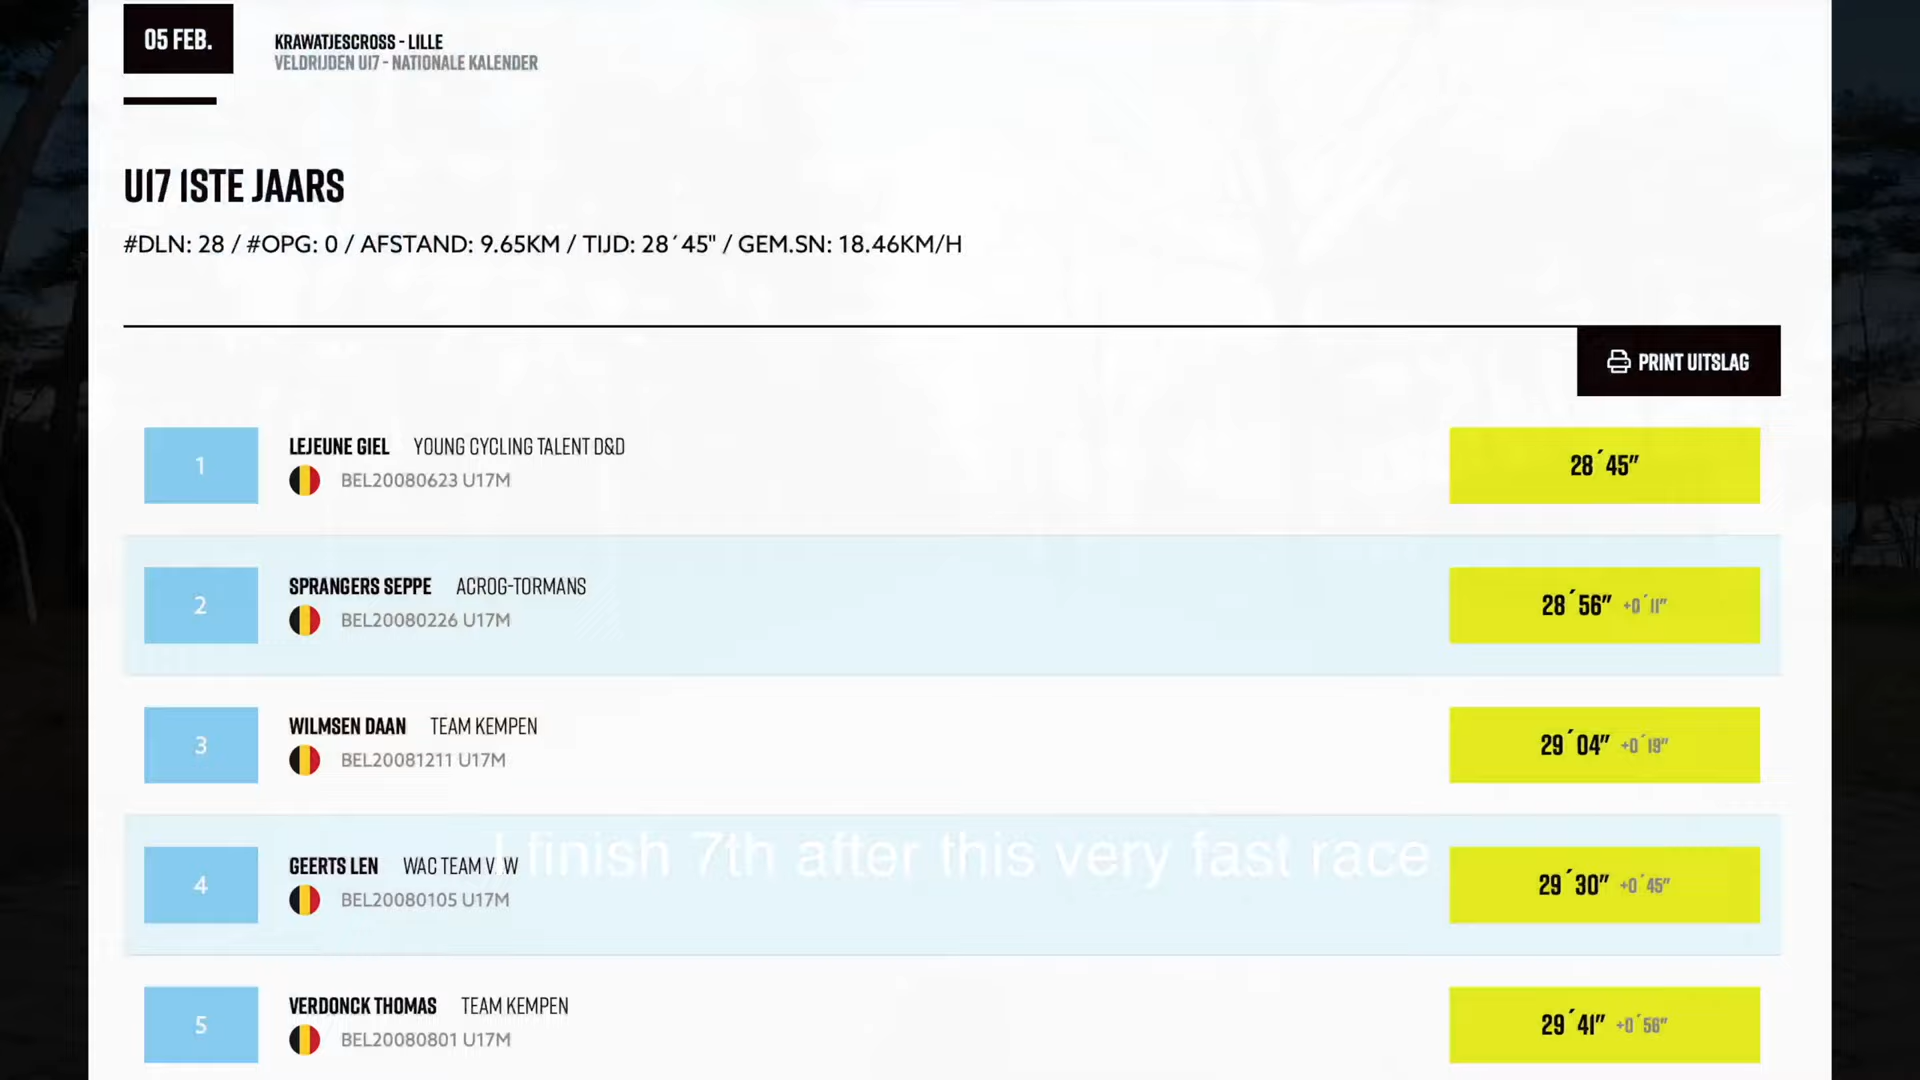 05 FEB.
KRAWATJESCROSS - LILLE
VELDRIJDEN U17 - NATIONALE KALENDER
U17 1STE JAARS
#DLN: 28 / #OPG: 0 / AFSTAND: 9.65KM / TIJD: 28´45" / GEM.SN: 18.46KM/H
PRINT UITSLAG
1 LEJEUNE GIEL YOUNG CYCLING TALENT D&D 28´45"
BEL20080623 U17M
2 SPRANGERS SEPPE ACROG-TORMANS 28´56" +0´11"
BEL20080226 U17M
3 WILMSEN DAAN TEAM KEMPEN 29´04" +0´19"
BEL20081211 U17M
I finish 7th after this very fast race
4 GEERTS LEN WAC TEAM 29´30" +0´45"
BEL20080105 U17M
5 VERDONCK THOMAS TEAM KEMPEN 29´41" +0´56"
BEL20080801 U17M